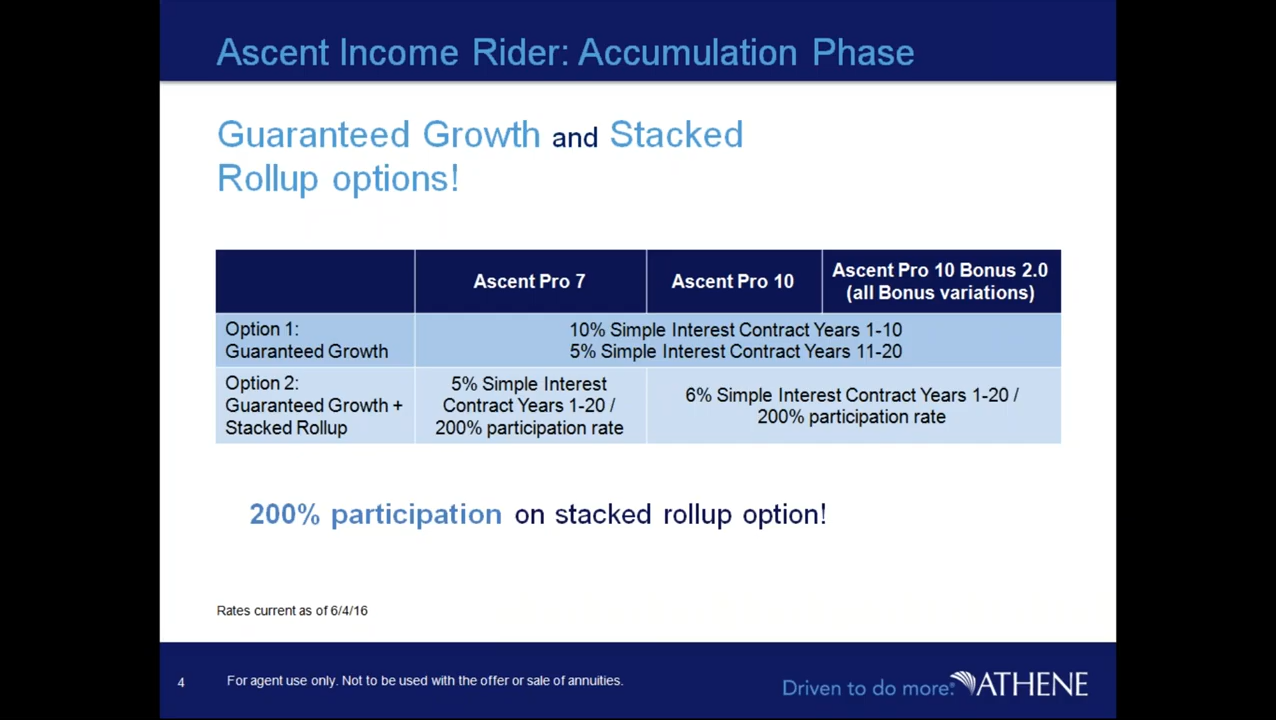 Ascent Income Rider: Accumulation Phase
Guaranteed Growth and Stacked
Rollup options!
Ascent Pro 7
Ascent Pro 10
Ascent Pro 10 Bonus 2.0
(all Bonus variations)
Option 1:
Guaranteed Growth
10% Simple Interest Contract Years 1-10
5% Simple Interest Contract Years 11-20
Option 2:
Guaranteed Growth +
Stacked Rollup
5% Simple Interest
Contract Years 1-20 /
200% participation rate
6% Simple Interest Contract Years 1-20 /
200% participation rate
200% participation on stacked rollup option!
Rates current as of 6/4/16
4
For agent use only. Not to be used with the offer or sale of annuities.
Driven to do more.®
ATHENE